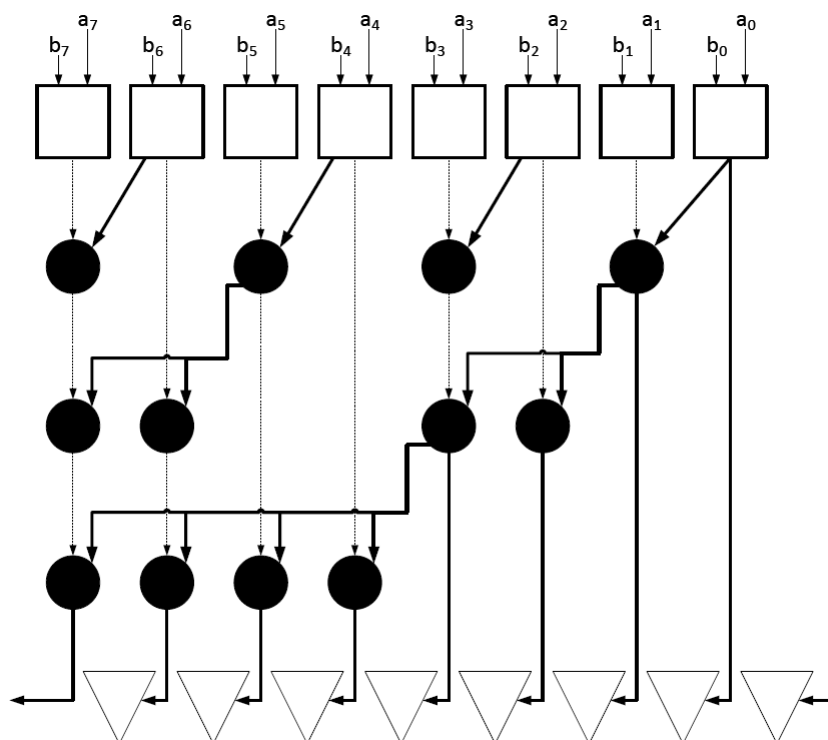 a₇ a₆ a₅ a₄ a₃ a₂ a₁ a₀
b₇ b₆ b₅ b₄ b₃ b₂ b₁ b₀